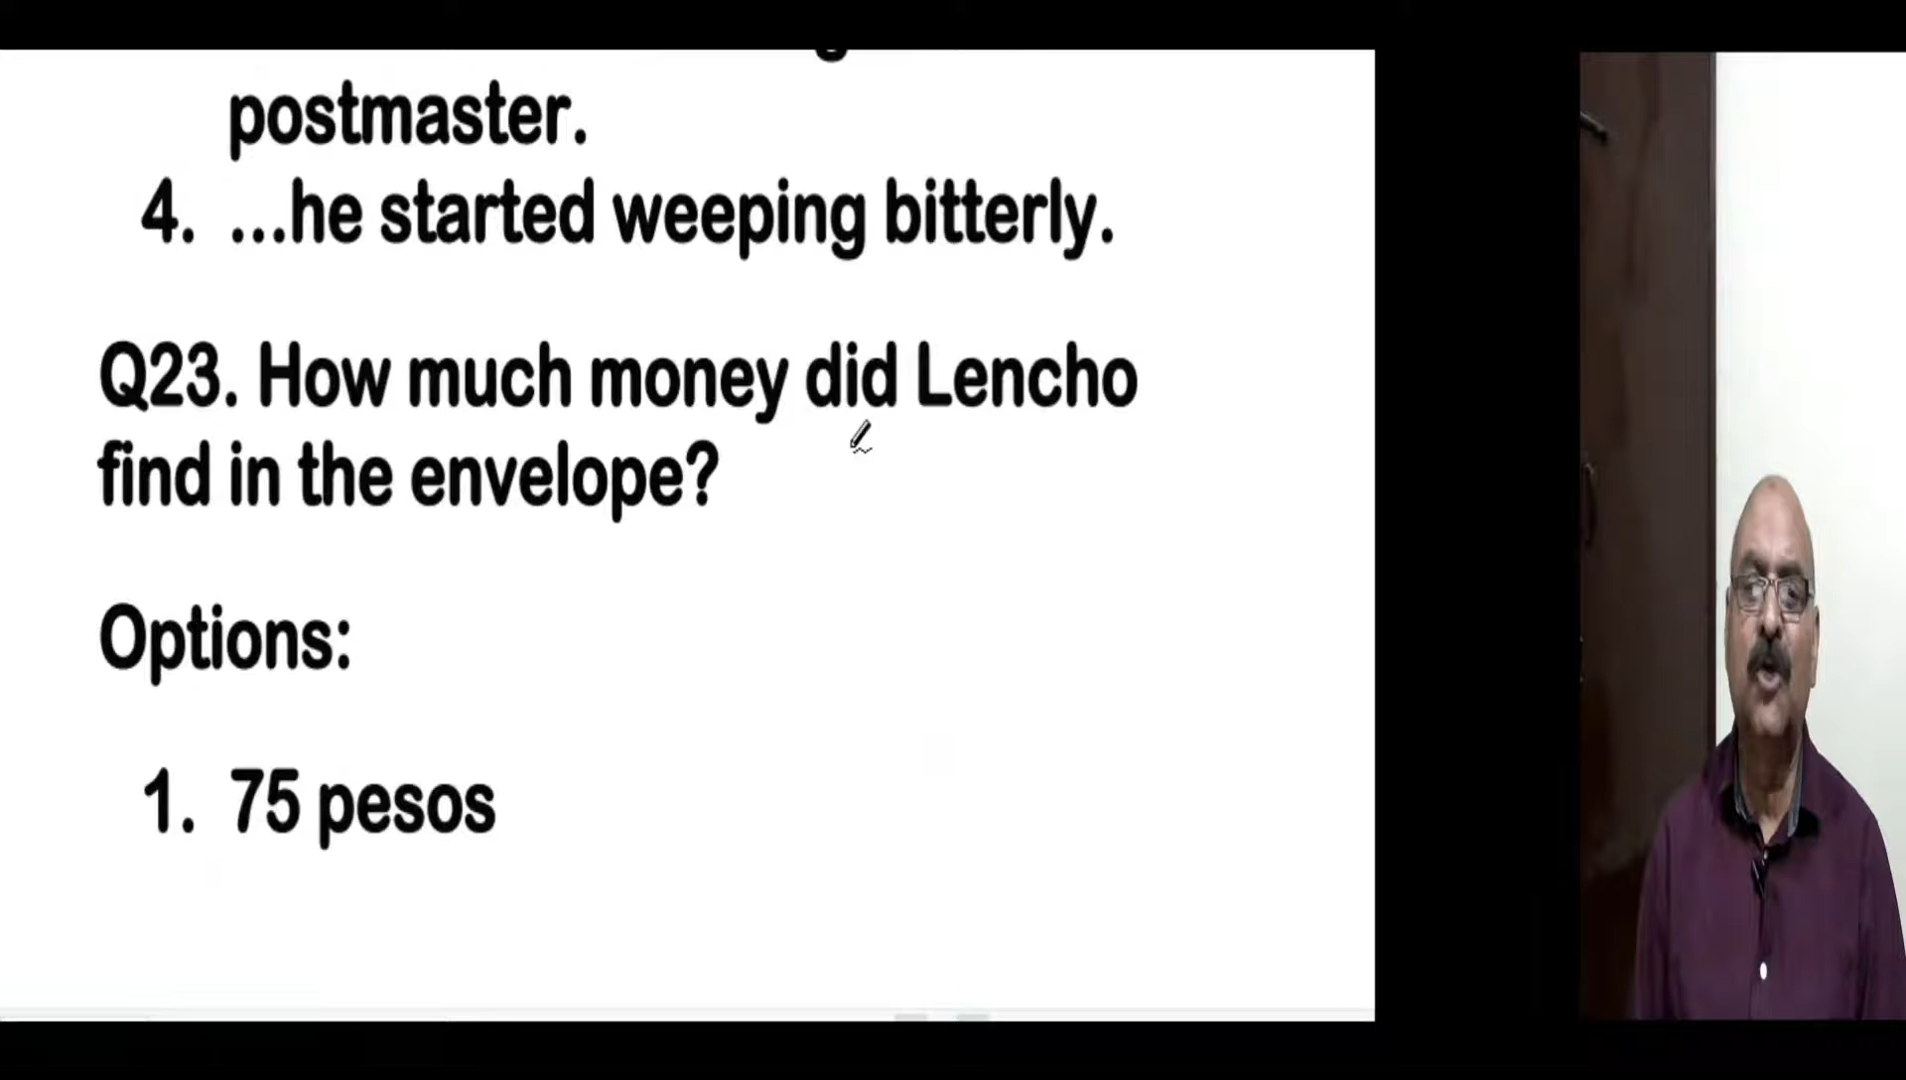 postmaster.
4. ...he started weeping bitterly.
Q23. How much money did Lencho
find in the envelope?
Options:
1. 75 pesos